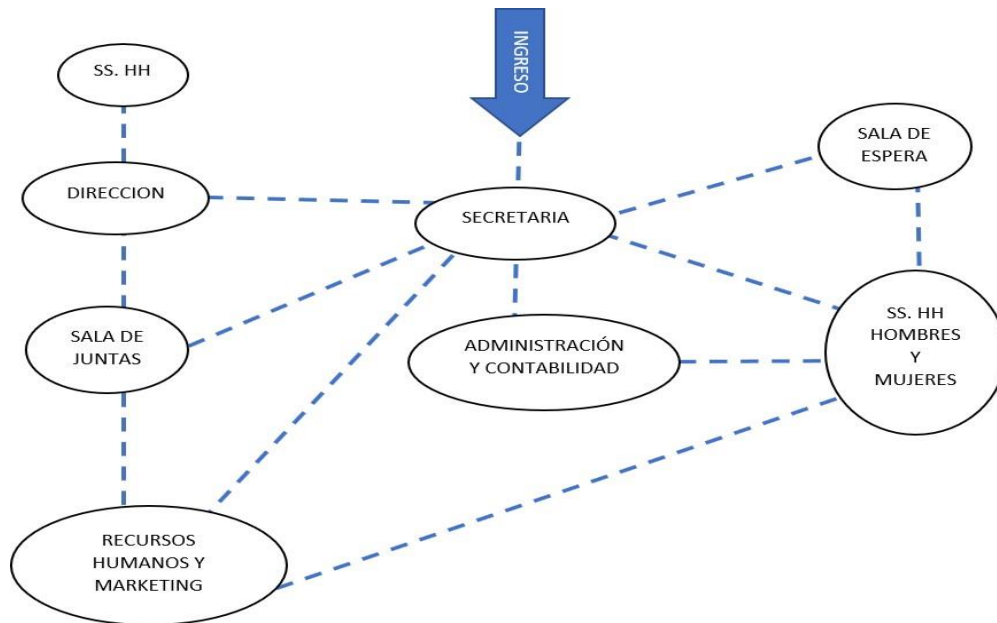 INGRESO
SS. HH
SALA DE
ESPERA
DIRECCION
SECRETARIA
SALA DE
JUNTAS
ADMINISTRACIÓN
Y CONTABILIDAD
SS. HH
HOMBRES
Y
MUJERES
RECURSOS
HUMANOS Y
MARKETING